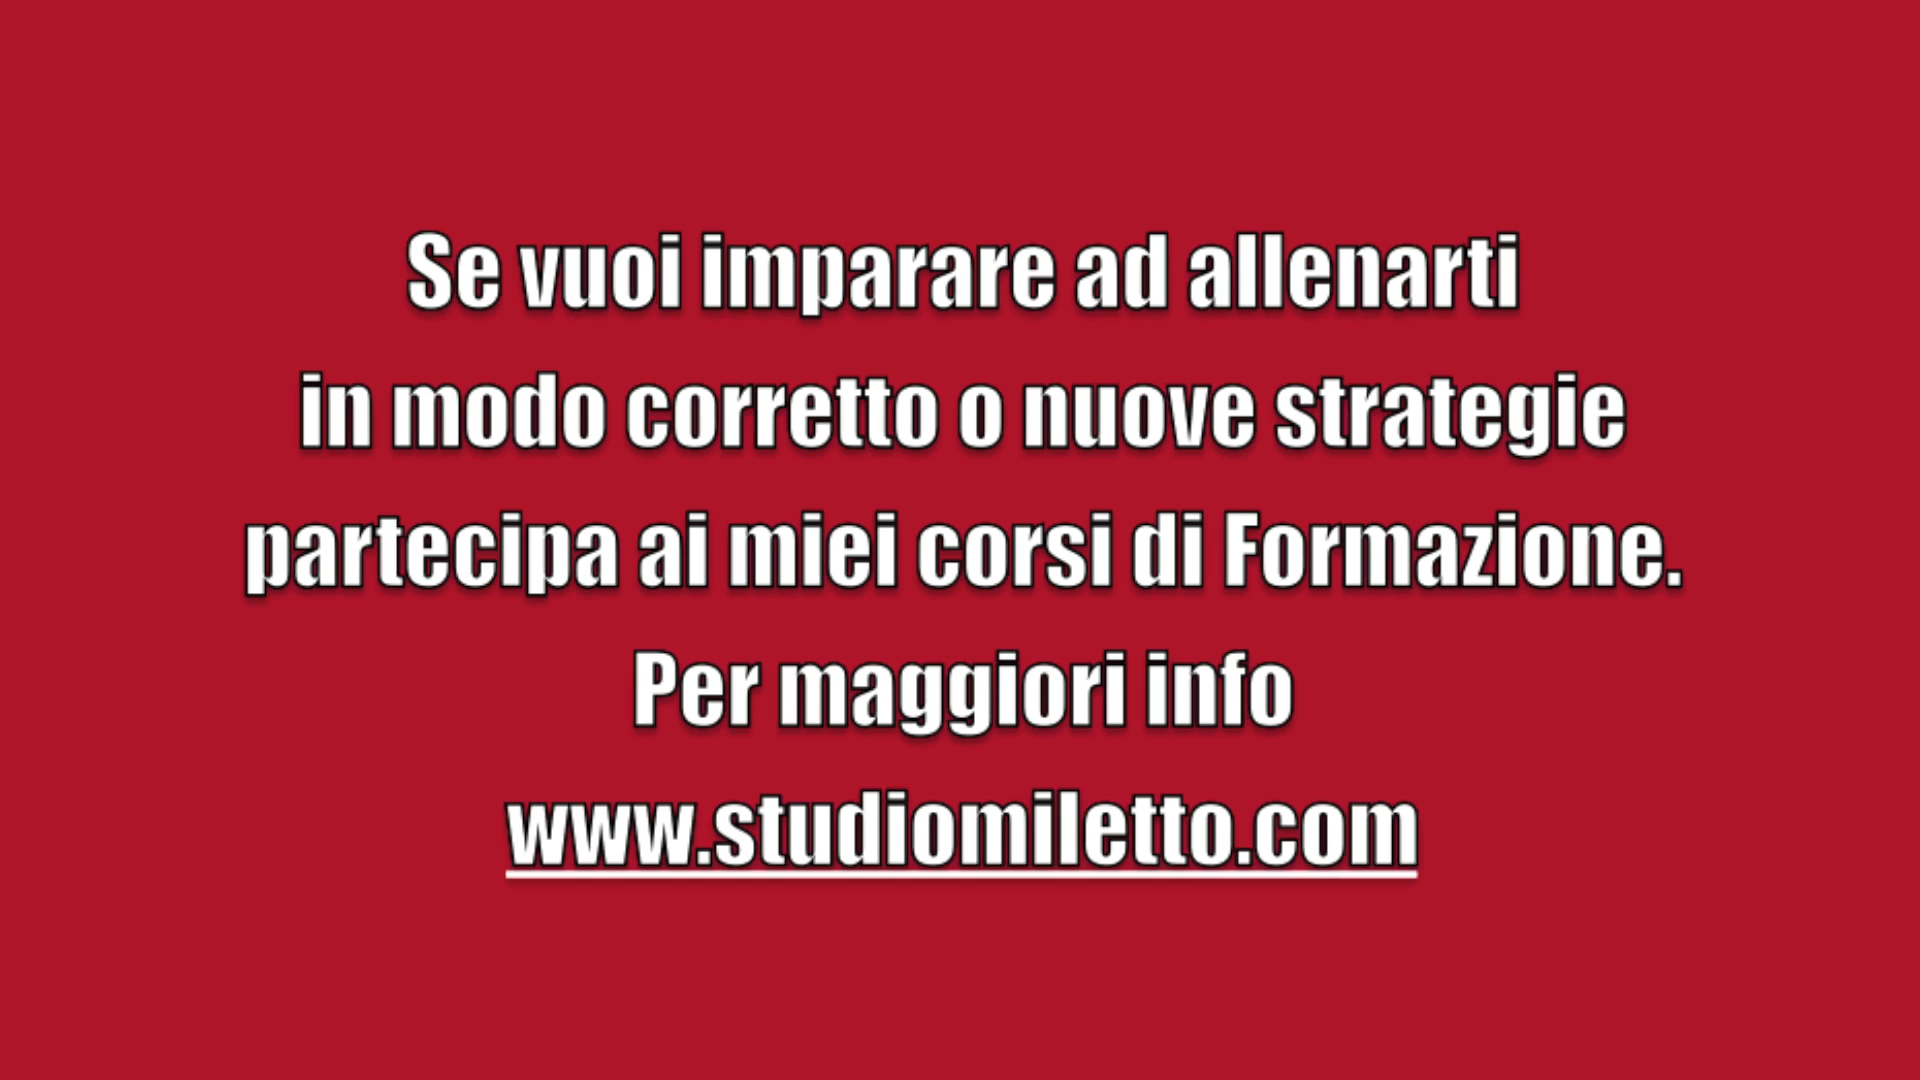 Se vuoi imparare ad allenarti
in modo corretto o nuove strategie
partecipa ai miei corsi di Formazione.
Per maggiori info
www.studiomiletto.com